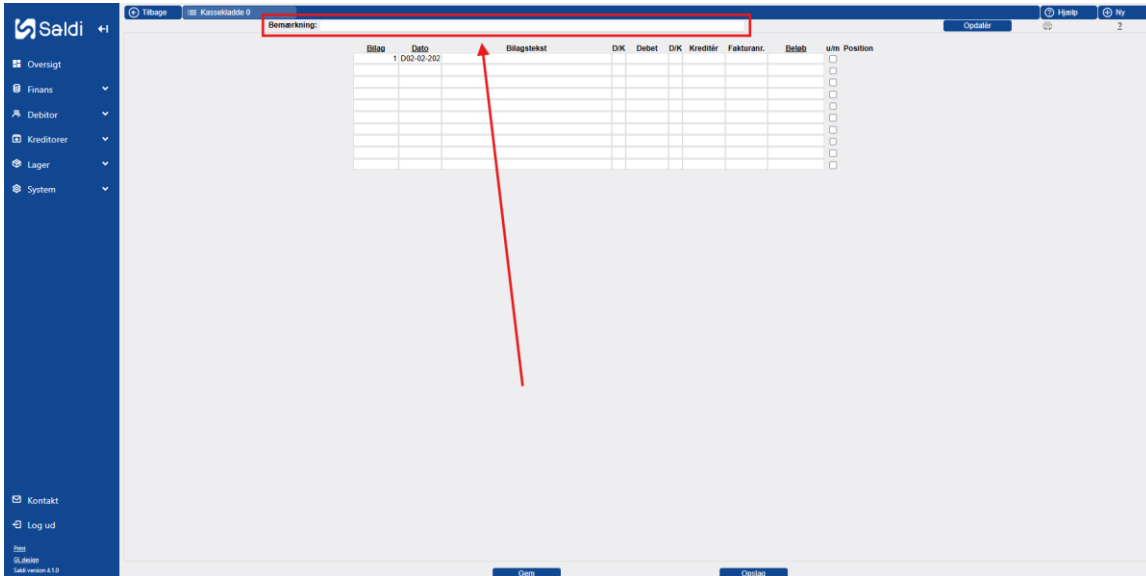 Saldi
Tilbage
Kassekladde 0
Hjælp
Ny
Bemærkning:
Opdatér
?
Bilag Dato Bilagstekst D/K Debet D/K Kreditér Fakturanr. Beløb u/m Position
1 D02-02-202
Oversigt
Finans
Debitor
Kreditorer
Lager
System
Kontakt
Log ud
Print
GL design
Saldi version 4.1.0
Gem
Opslag